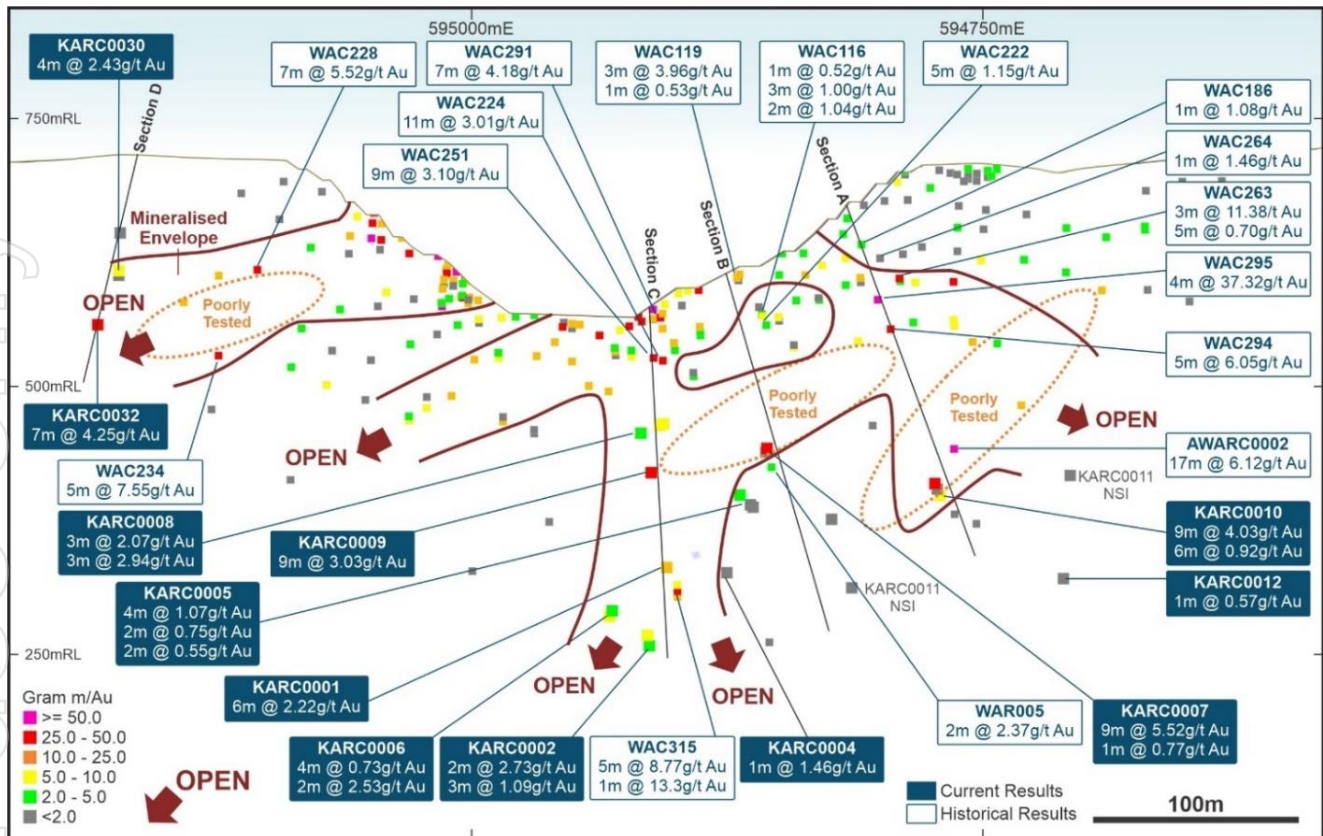 595000mE
594750mE
KARC0030
4m @ 2.43g/t Au
WAC228
7m @ 5.52g/t Au
WAC291
7m @ 4.18g/t Au
WAC119
3m @ 3.96g/t Au
1m @ 0.53g/t Au
WAC116
1m @ 0.52g/t Au
3m @ 1.00g/t Au
2m @ 1.04g/t Au
WAC222
5m @ 1.15g/t Au
WAC186
1m @ 1.08g/t Au
WAC224
11m @ 3.01g/t Au
WAC264
1m @ 1.46g/t Au
WAC251
9m @ 3.10g/t Au
WAC263
3m @ 11.38/t Au
5m @ 0.70g/t Au
WAC295
4m @ 37.32/t Au
WAC294
5m @ 6.05g/t Au
750mRL
Section D
Section C
Section B
Section A
Mineralised
Envelope
OPEN
Poorly
Tested
500mRL
Poorly
Tested
Poorly
Tested
OPEN
OPEN
KARC0032
7m @ 4.25g/t Au
WAC234
5m @ 7.55g/t Au
AWARC0002
17m @ 6.12g/t Au
KARC0011
NSI
KARC0008
3m @ 2.07g/t Au
3m @ 2.94g/t Au
KARC0009
9m @ 3.03g/t Au
KARC0010
9m @ 4.03g/t Au
6m @ 0.92g/t Au
KARC0005
4m @ 1.07g/t Au
2m @ 0.75g/t Au
2m @ 0.55g/t Au
KARC0011
NSI
KARC0012
1m @ 0.57g/t Au
250mRL
OPEN
OPEN
KARC0001
6m @ 2.22g/t Au
WAR005
2m @ 2.37g/t Au
KARC0007
9m @ 5.52g/t Au
1m @ 0.77g/t Au
KARC0006
4m @ 0.73g/t Au
2m @ 2.53g/t Au
KARC0002
2m @ 2.73g/t Au
3m @ 1.09g/t Au
WAC315
5m @ 8.77g/t Au
1m @ 13.3g/t Au
KARC0004
1m @ 1.46g/t Au
Gram m/Au
>= 50.0
25.0 - 50.0
10.0 - 25.0
5.0 - 10.0
2.0 - 5.0
<2.0
OPEN
Current Results
Historical Results
100m